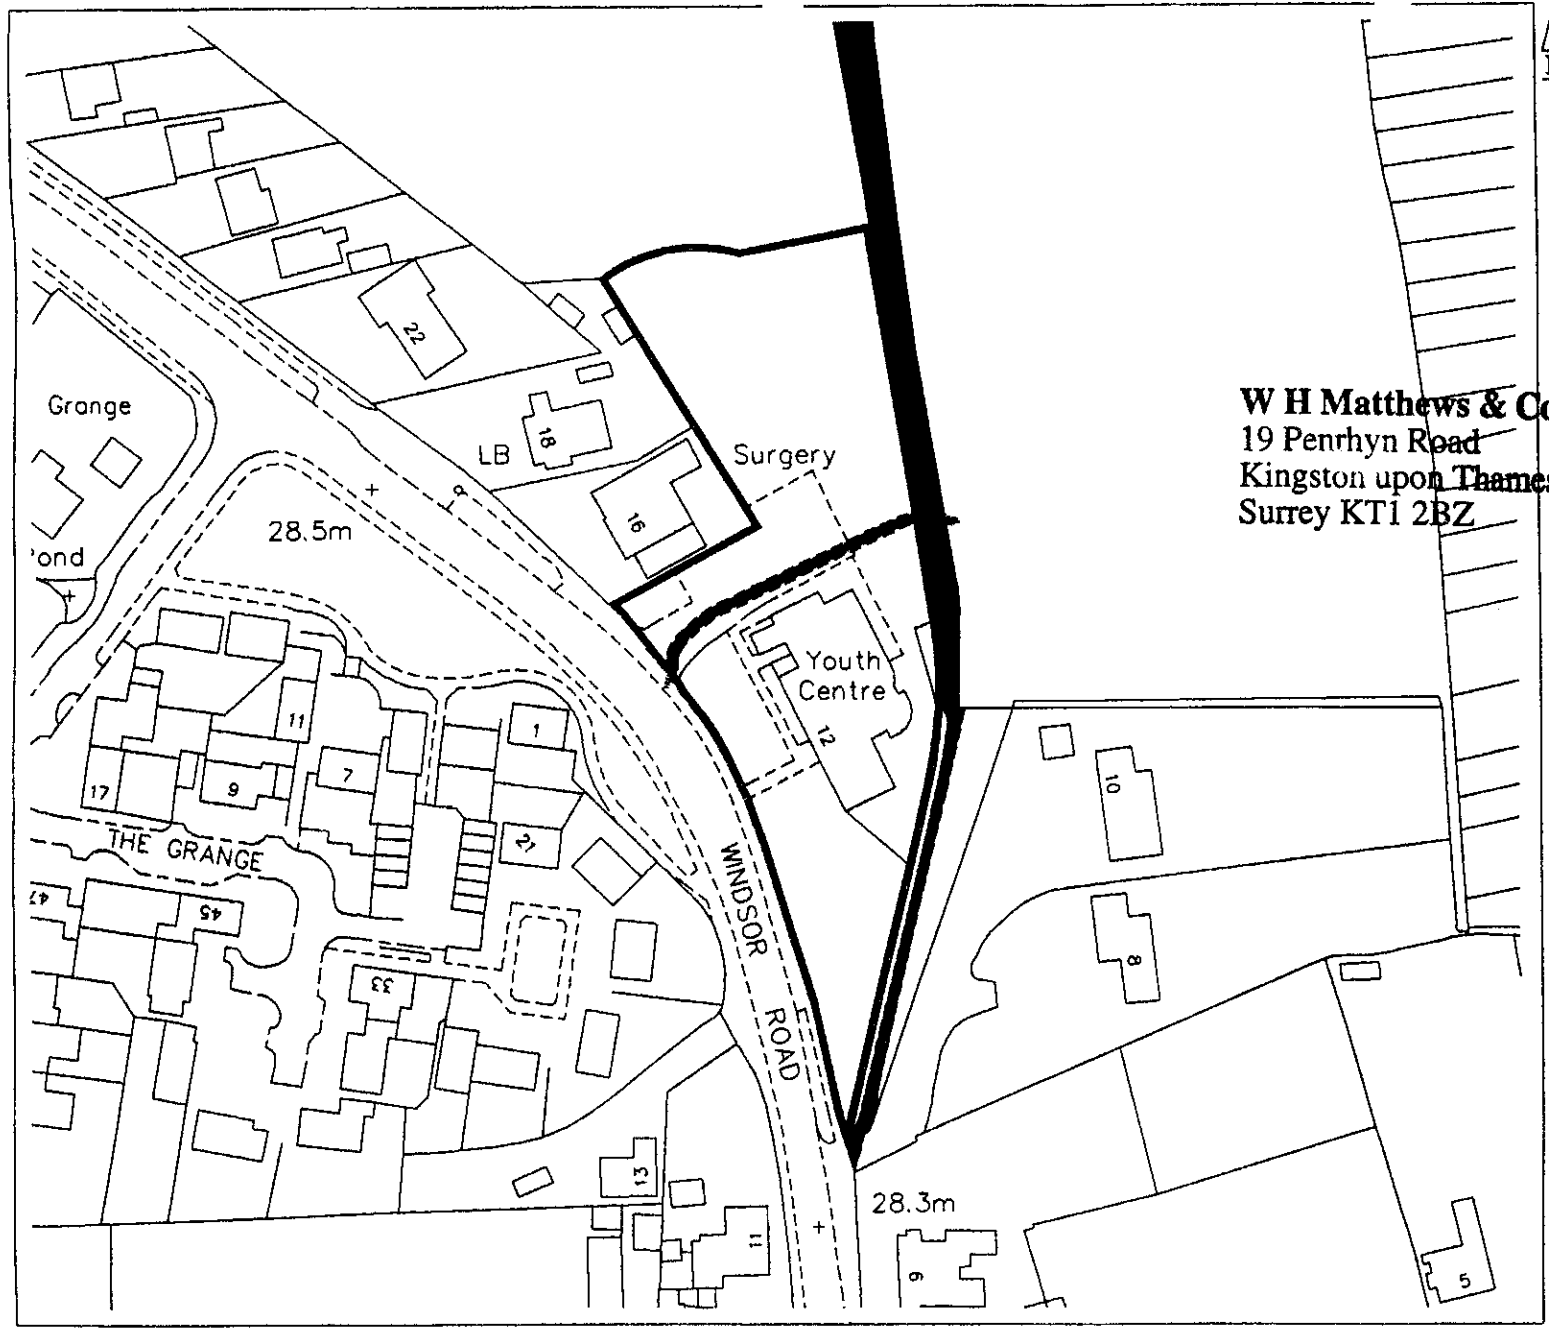 22
Grange
W H Matthews & Co
19 Penrhyn Road
Kingston upon Thames
Surrey KT1 2BZ
18
LB
Surgery
16
28.5m
Pond
Youth
Centre
12
1
11
10
7
9
17
21
THE GRANGE
WINDSOR
ROAD
47
45
8
33
13
28.3m
11
9
5